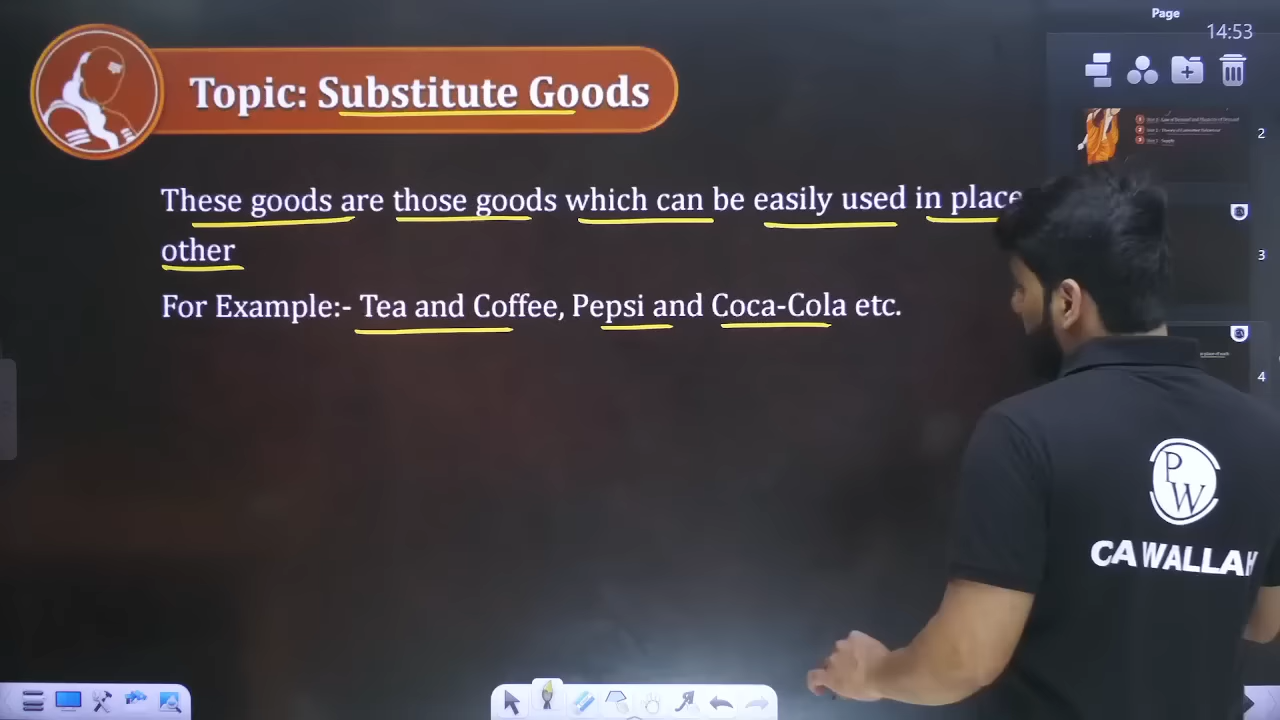 Page
14:53
Topic: Substitute Goods
2
These goods are those goods which can be easily used in place
other
3
For Example:- Tea and Coffee, Pepsi and Coca-Cola etc.
4
PW
CA WALLAH